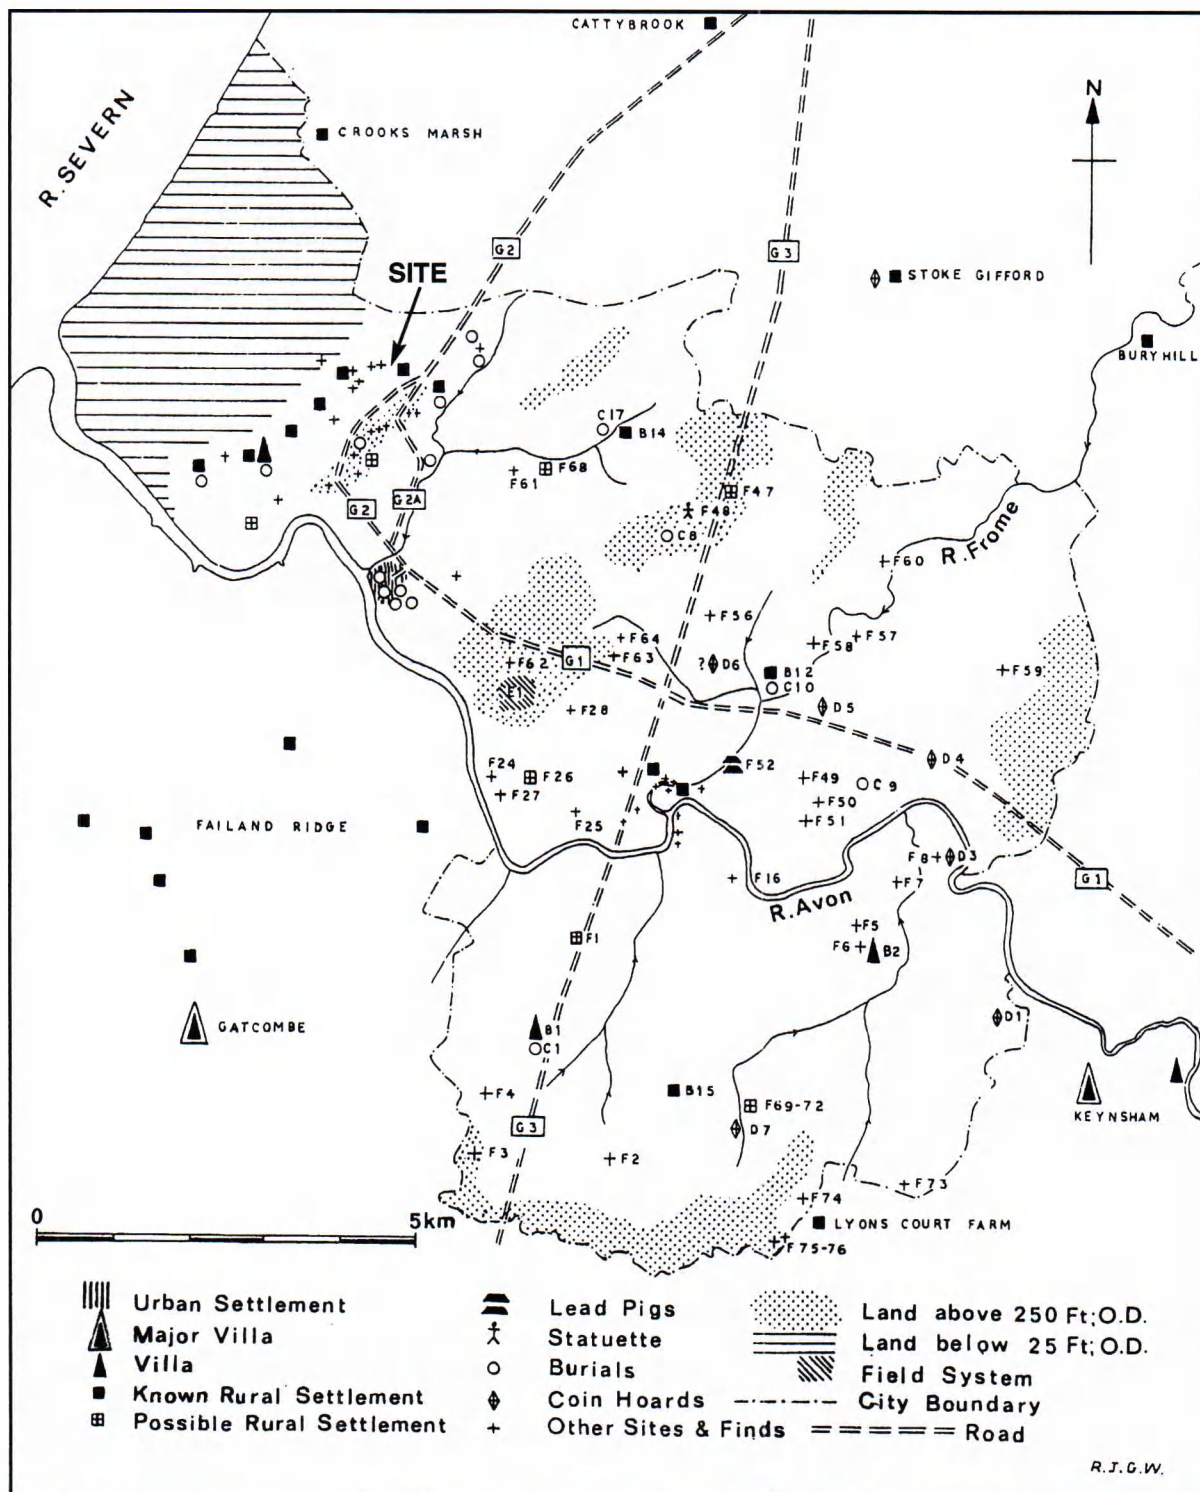 CATTYBROOK
R. SEVERN
CROOKS MARSH
N
G2
G3
SITE
STOKE GIFFORD
BURY HILL
C17
B14
F61
F68
F47
G2
G2A
F48
C8
R. Frome
F60
F56
F64
F58
F57
F62
G1
F63
? D6
B12
C10
F59
E1
F28
D5
F24
F26
F52
D4
F27
F49
C9
F50
FAILAND RIDGE
F25
F51
F8
D3
F16
F7
G1
R. Avon
F5
F1
F6
B2
GATCOMBE
B1
D1
C1
F4
B15
F69-72
KEYNSHAM
G3
D7
F3
F2
F73
F74
0
5km
LYONS COURT FARM
F75-76
Urban Settlement
Major Villa
Villa
Known Rural Settlement
Possible Rural Settlement
Lead Pigs
Statuette
Burials
Coin Hoards
Other Sites & Finds
Land above 250 Ft; O.D.
Land below 25 Ft; O.D.
Field System
City Boundary
Road
R.J.G.W.